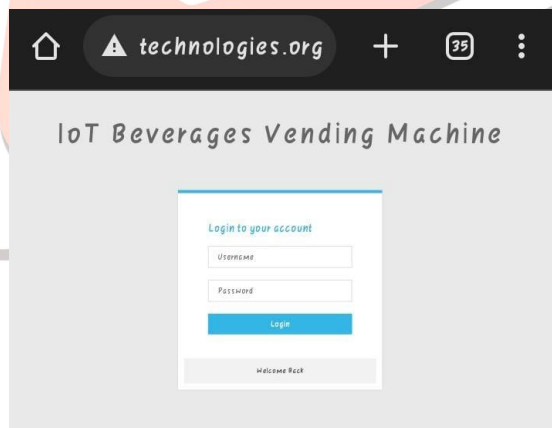 technologies.org
35
IoT Beverages Vending Machine
Login to your account
Username
Password
Login
Welcome Back